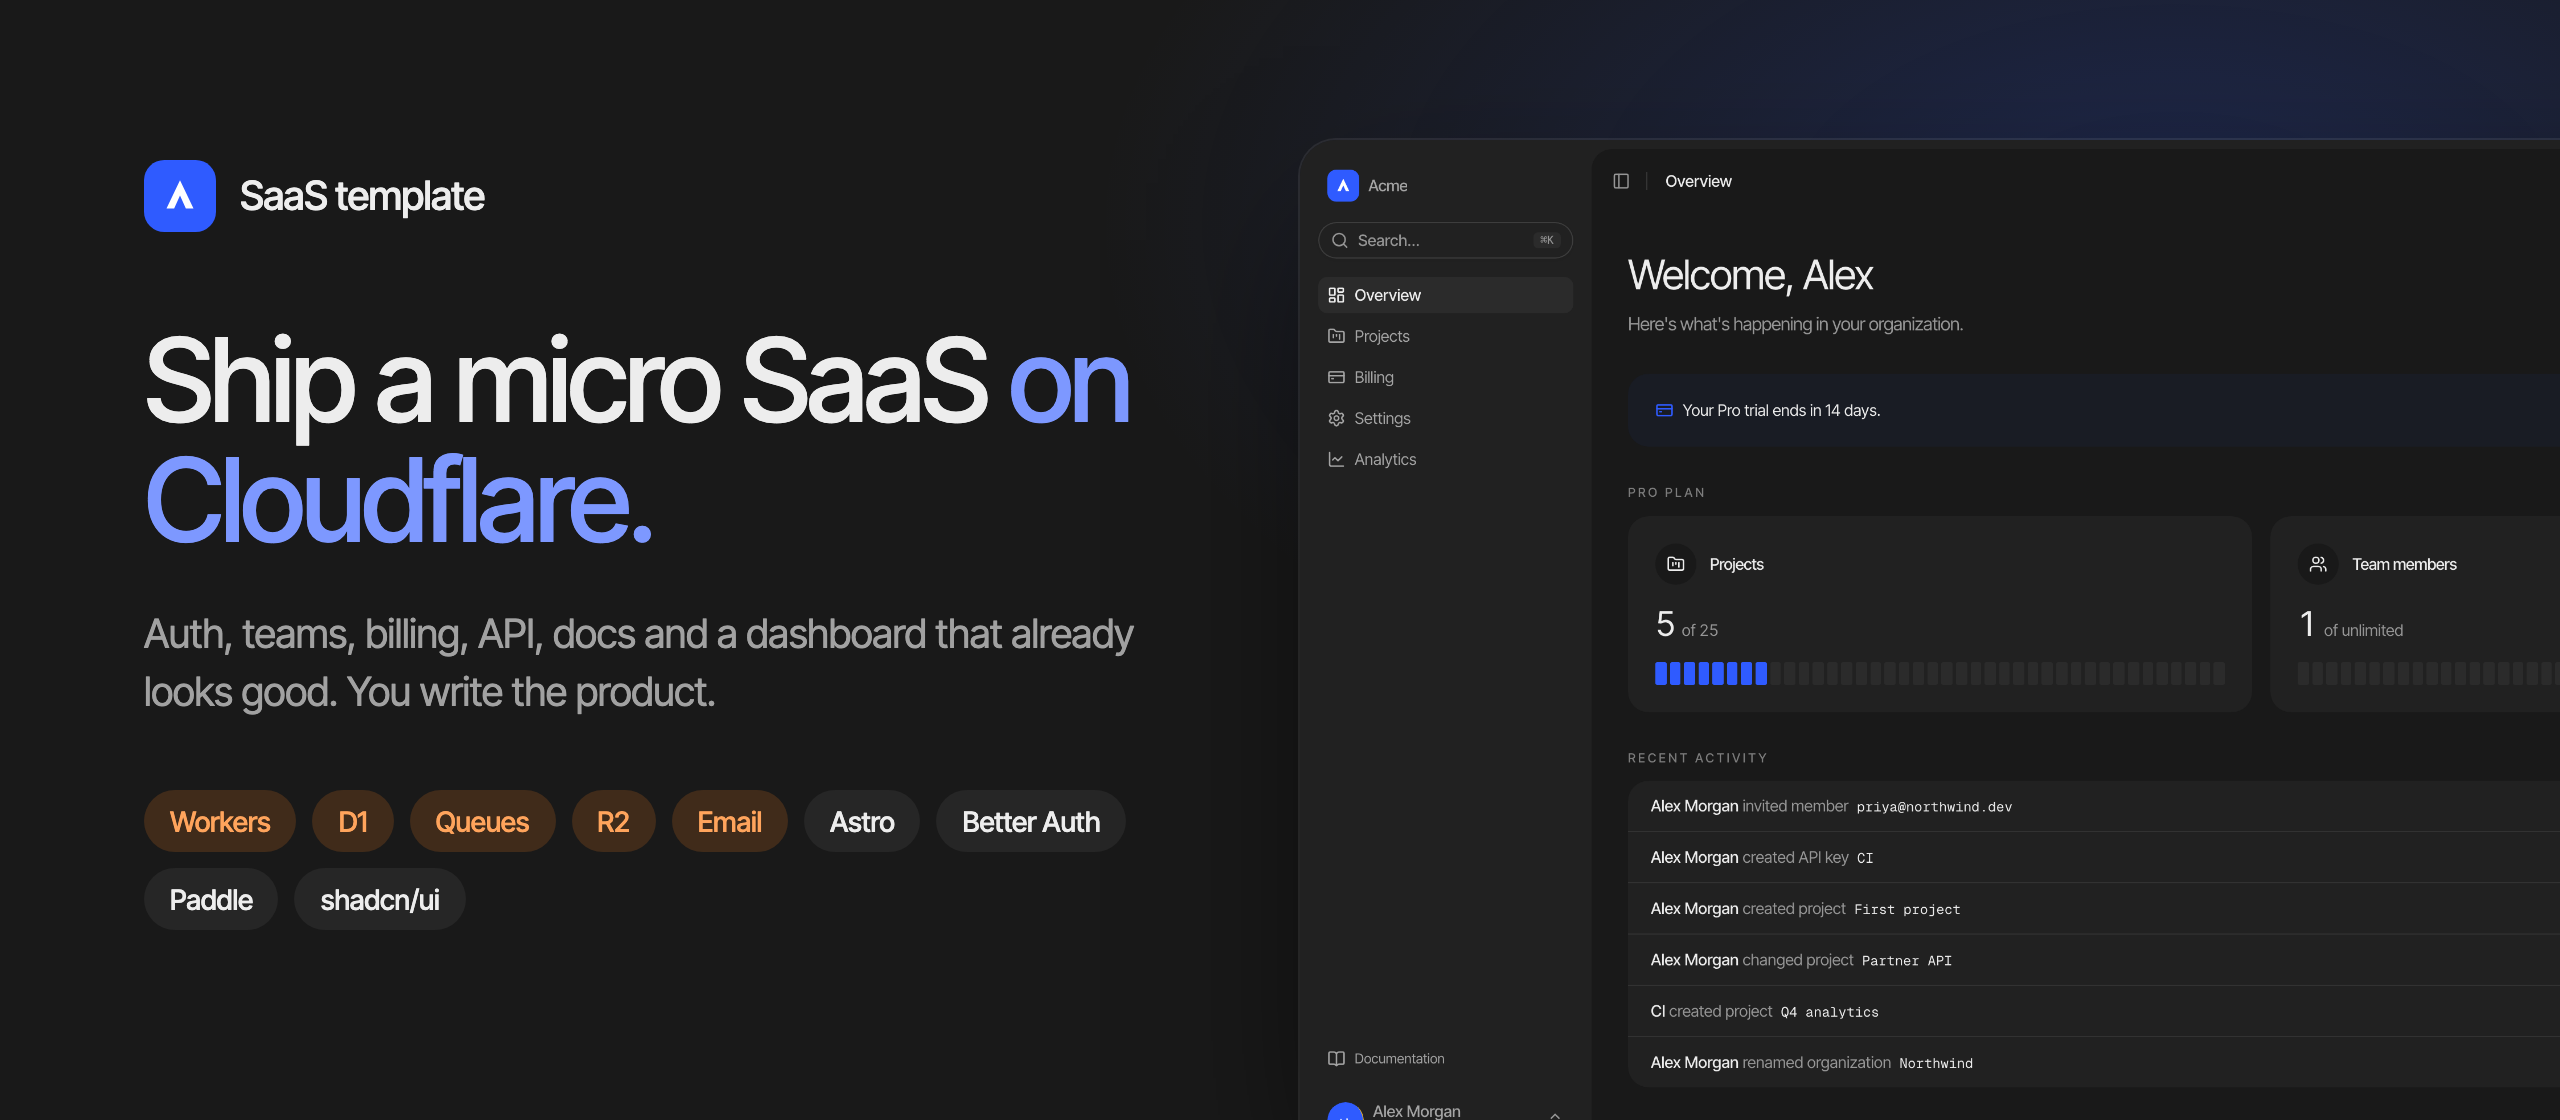 SaaS template
Ship a micro SaaS on
Cloudflare.
Auth, teams, billing, API, docs and a dashboard that already
looks good. You write the product.
Workers D1 Queues R2 Email Astro Better Auth
Paddle shadcn/ui
Acme
Search... ⌘K
Overview
Projects
Billing
Settings
Analytics
Documentation
Alex Morgan
Overview
Welcome, Alex
Here's what's happening in your organization.
Your Pro trial ends in 14 days.
PRO PLAN
Projects
5 of 25
Team members
1 of unlimited
RECENT ACTIVITY
Alex Morgan invited member priya@northwind.dev
Alex Morgan created API key CI
Alex Morgan created project First project
Alex Morgan changed project Partner API
CI created project Q4 analytics
Alex Morgan renamed organization Northwind